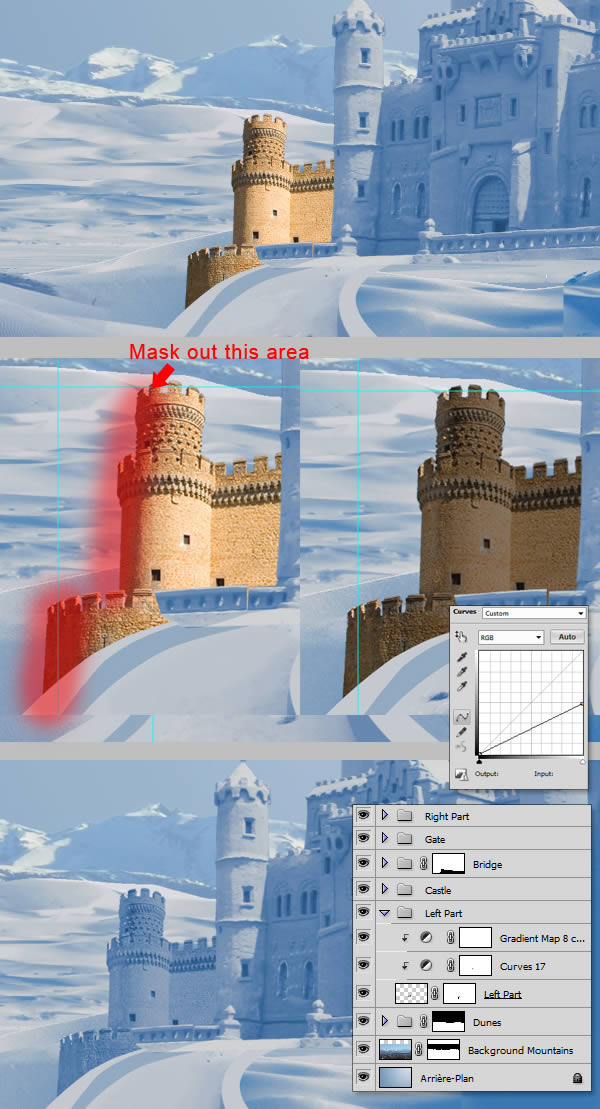 Mask out this area
Curves Custom
RGB Auto
Output: Input:
Right Part
Gate
Bridge
Castle
Left Part
Gradient Map 8 c...
Curves 17
Left Part
Dunes
Background Mountains
Arrière-Plan